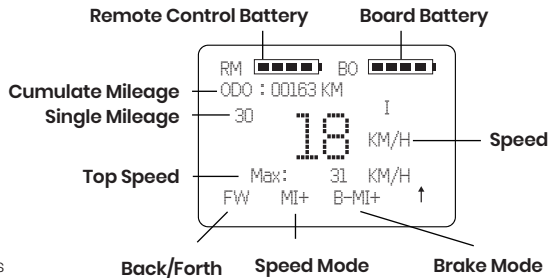 Remote Control Battery Board Battery
RM BO
Cumulate Mileage ODO : 00163 KM
Single Mileage 30 I
18 KM/H Speed
Top Speed Max: 31 KM/H
FW MI+ B-MI+ ↑
s Back/Forth Speed Mode Brake Mode